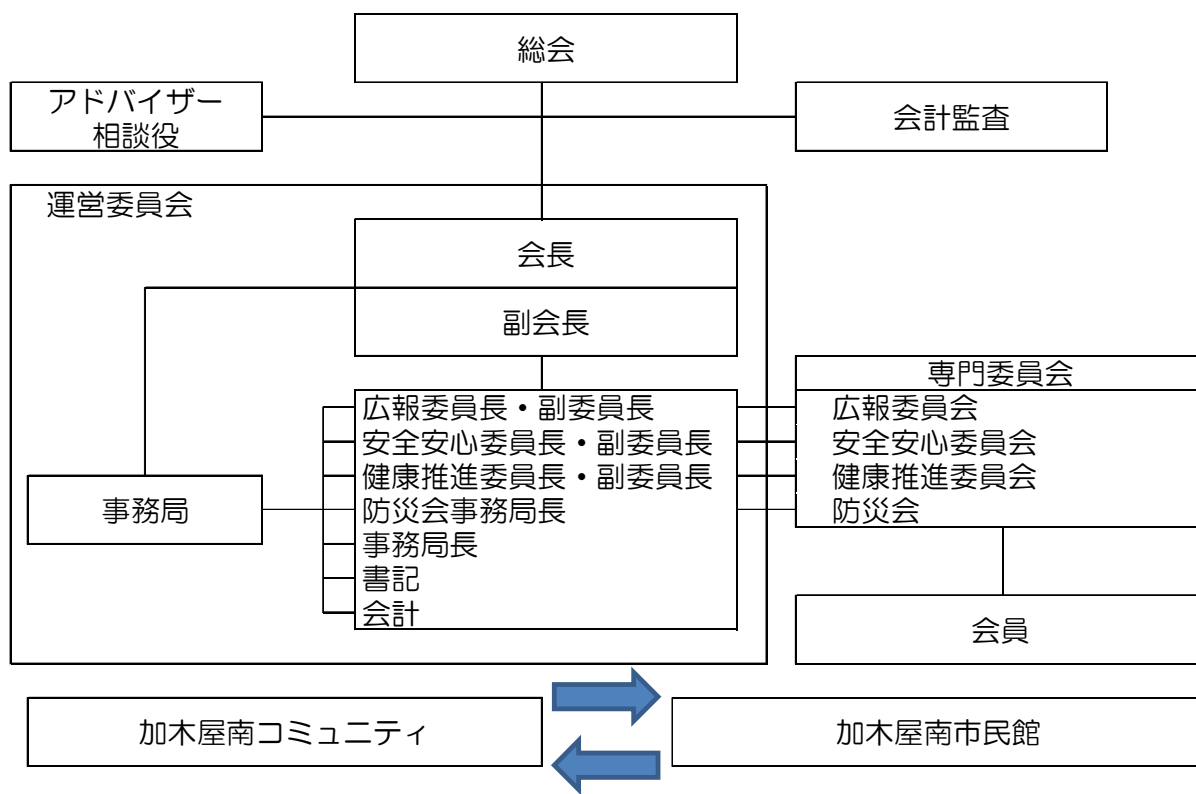 総会
アドバイザー
相談役
会計監査
運営委員会
会長
副会長
専門委員会
広報委員長・副委員長
安全安心委員長・副委員長
健康推進委員長・副委員長
防災会事務局長
事務局長
書記
会計
広報委員会
安全安心委員会
健康推進委員会
防災会
事務局
会員
加木屋南コミュニティ
加木屋南市民館